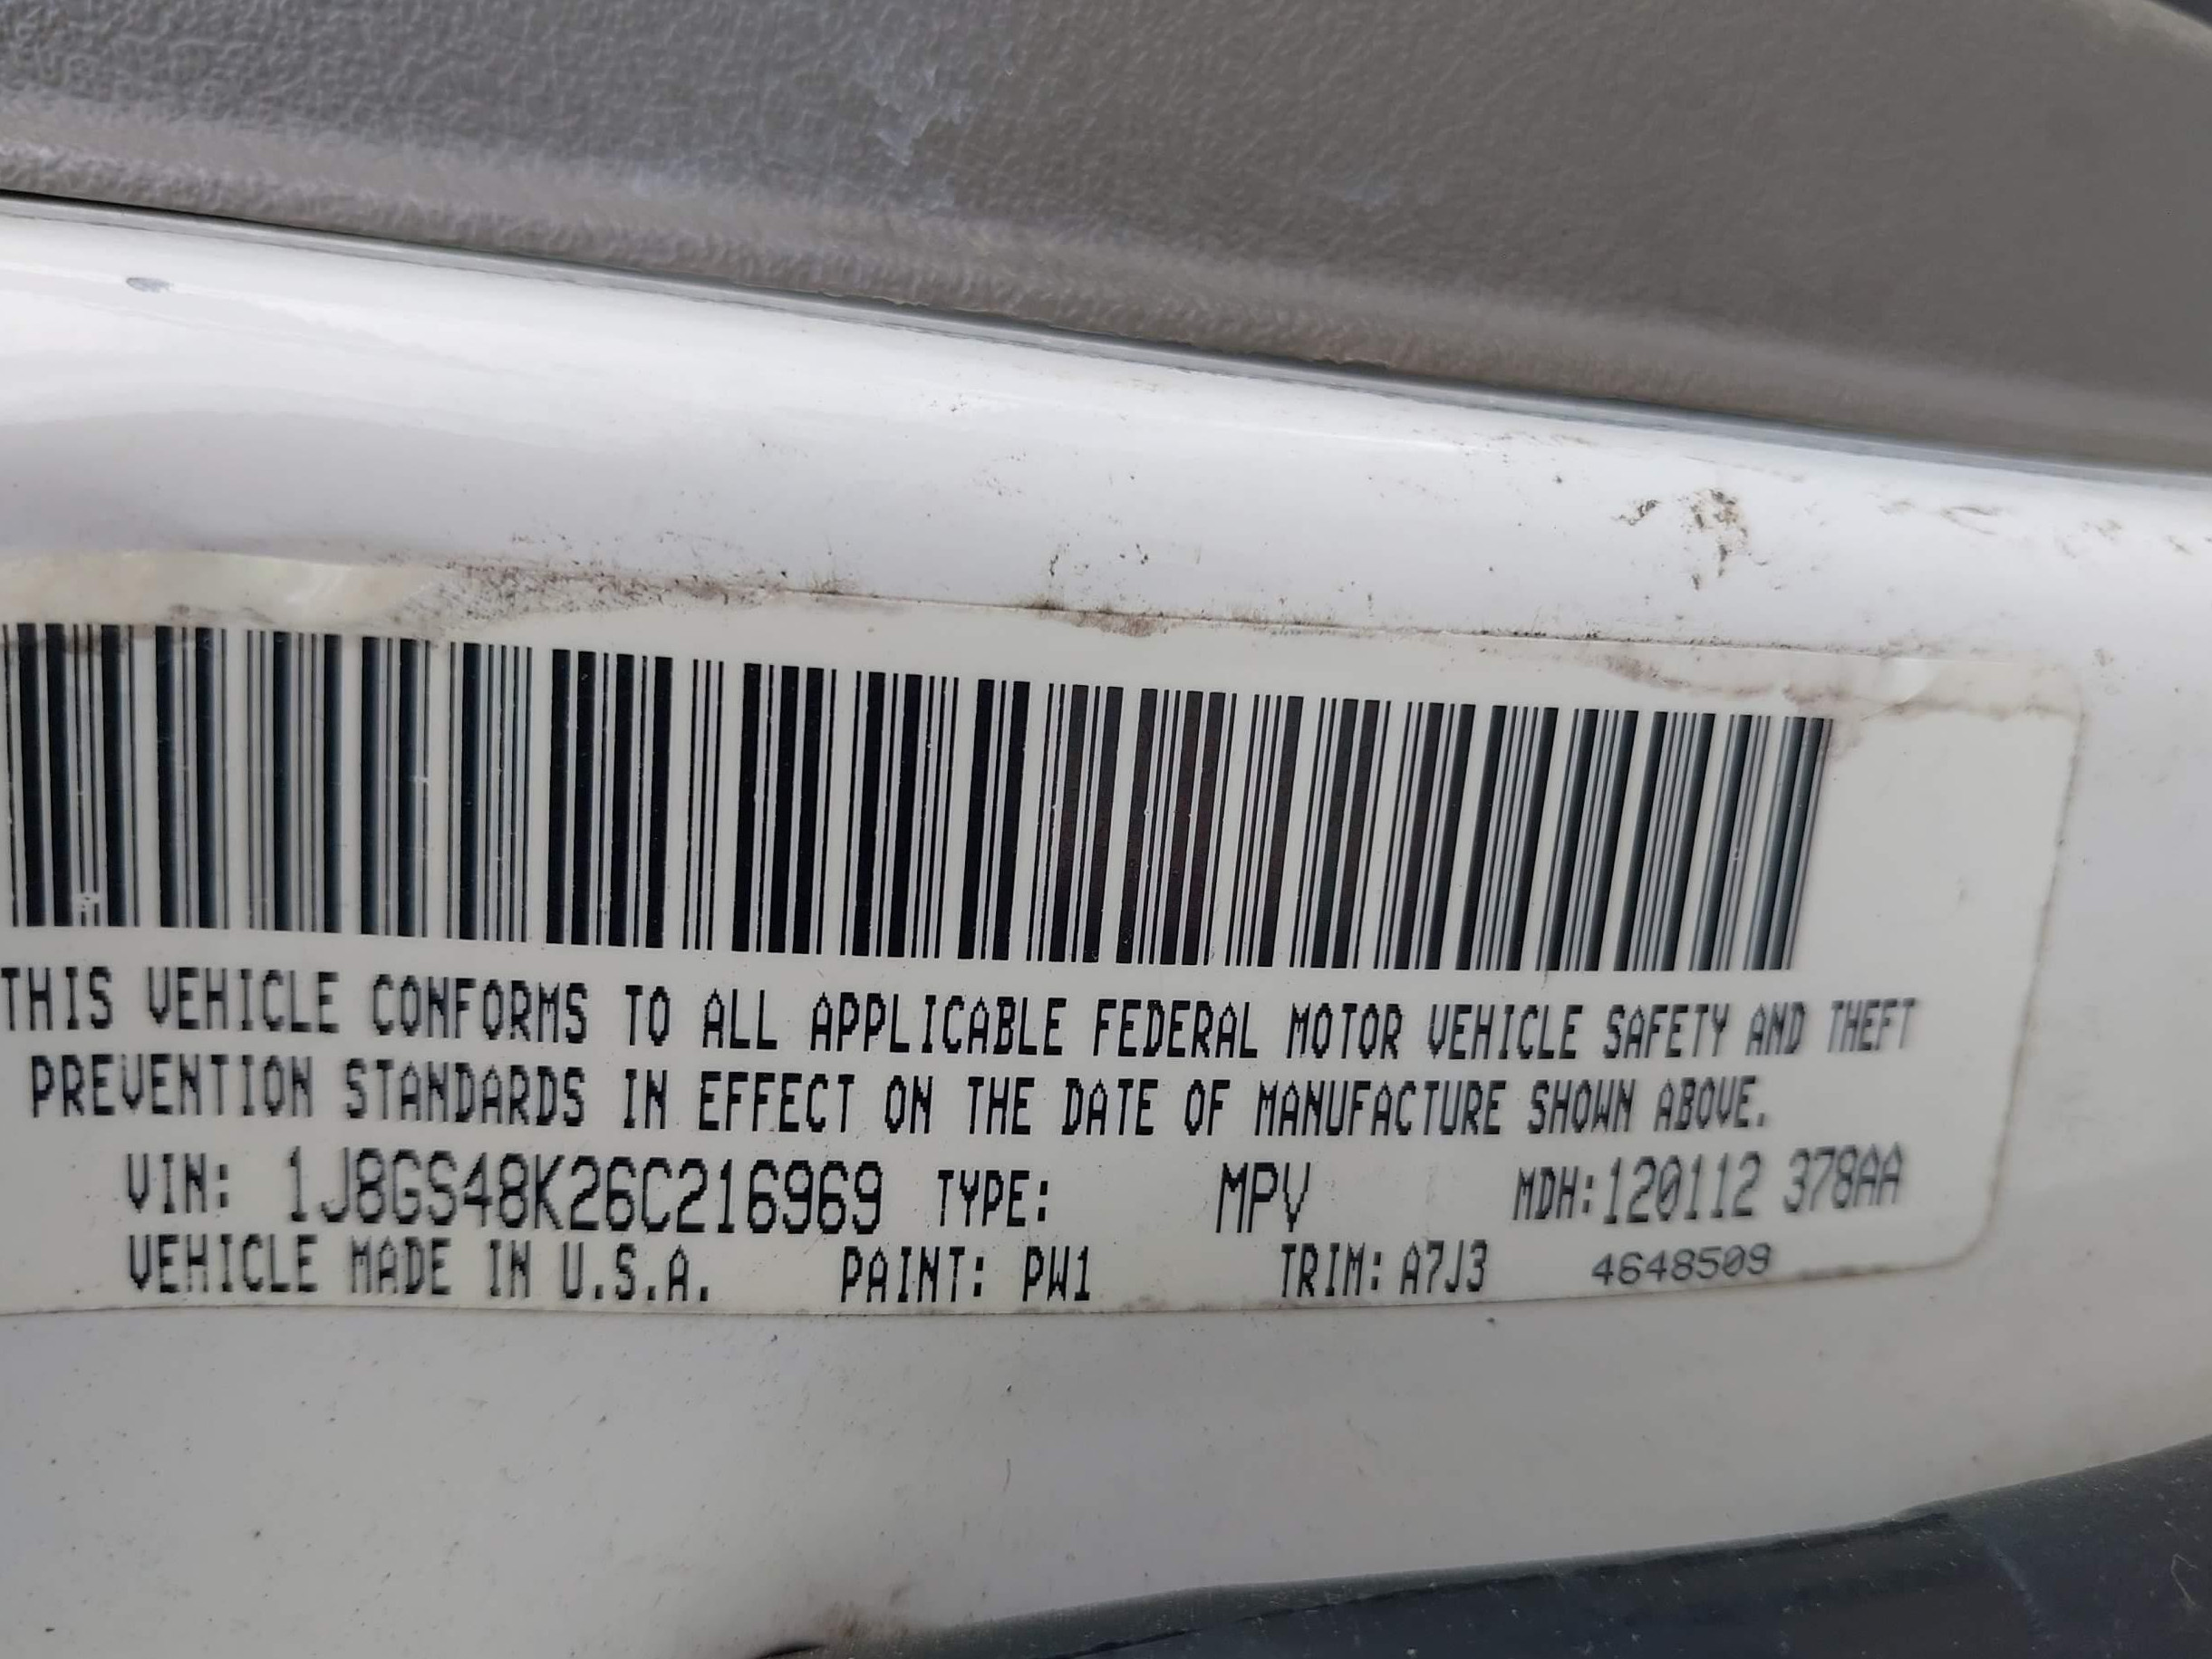 THIS VEHICLE CONFORMS TO ALL APPLICABLE FEDERAL MOTOR VEHICLE SAFETY AND THEFT
PREVENTION STANDARDS IN EFFECT ON THE DATE OF MANUFACTURE SHOWN ABOVE.
VIN: 1J8GS48K26C216969 TYPE: MPV MDH:120112 378AA
VEHICLE MADE IN U.S.A. PAINT: PW1 TRIM: A7J3 4648509